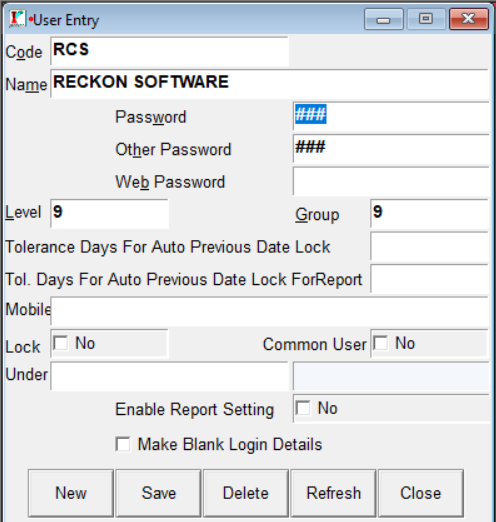 User Entry
Code RCS
Name RECKON SOFTWARE
Password ###
Other Password ###
Web Password
Level 9 Group 9
Tolerance Days For Auto Previous Date Lock
Tol. Days For Auto Previous Date Lock ForReport
Mobile
Lock No Common User No
Under
Enable Report Setting No
Make Blank Login Details
New Save Delete Refresh Close